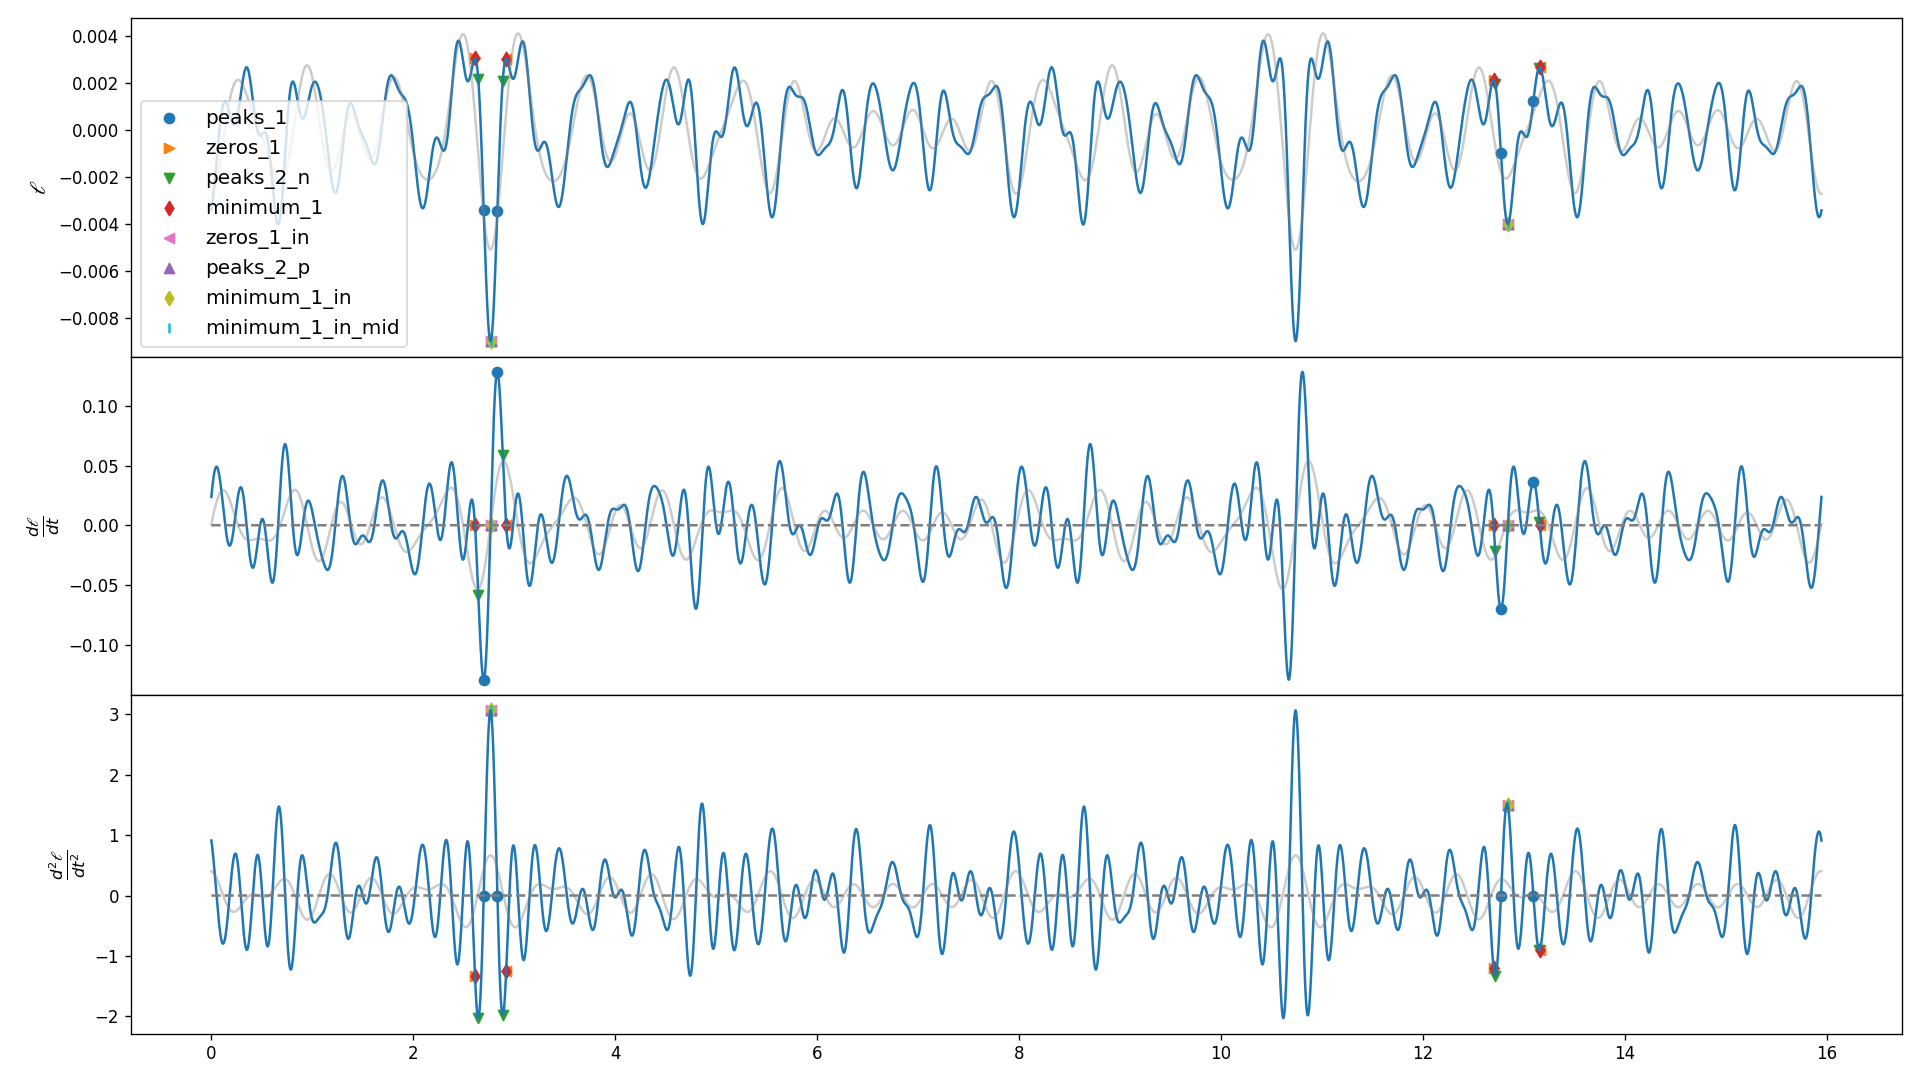 0.004
0.002
0.000
−0.002
−0.004
−0.006
−0.008
ℓ
peaks_1
zeros_1
peaks_2_n
minimum_1
zeros_1_in
peaks_2_p
minimum_1_in
minimum_1_in_mid
0.10
0.05
0.00
−0.05
−0.10
dℓ
dt
3
2
1
0
−1
−2
d²ℓ
dt²
0 2 4 6 8 10 12 14 16